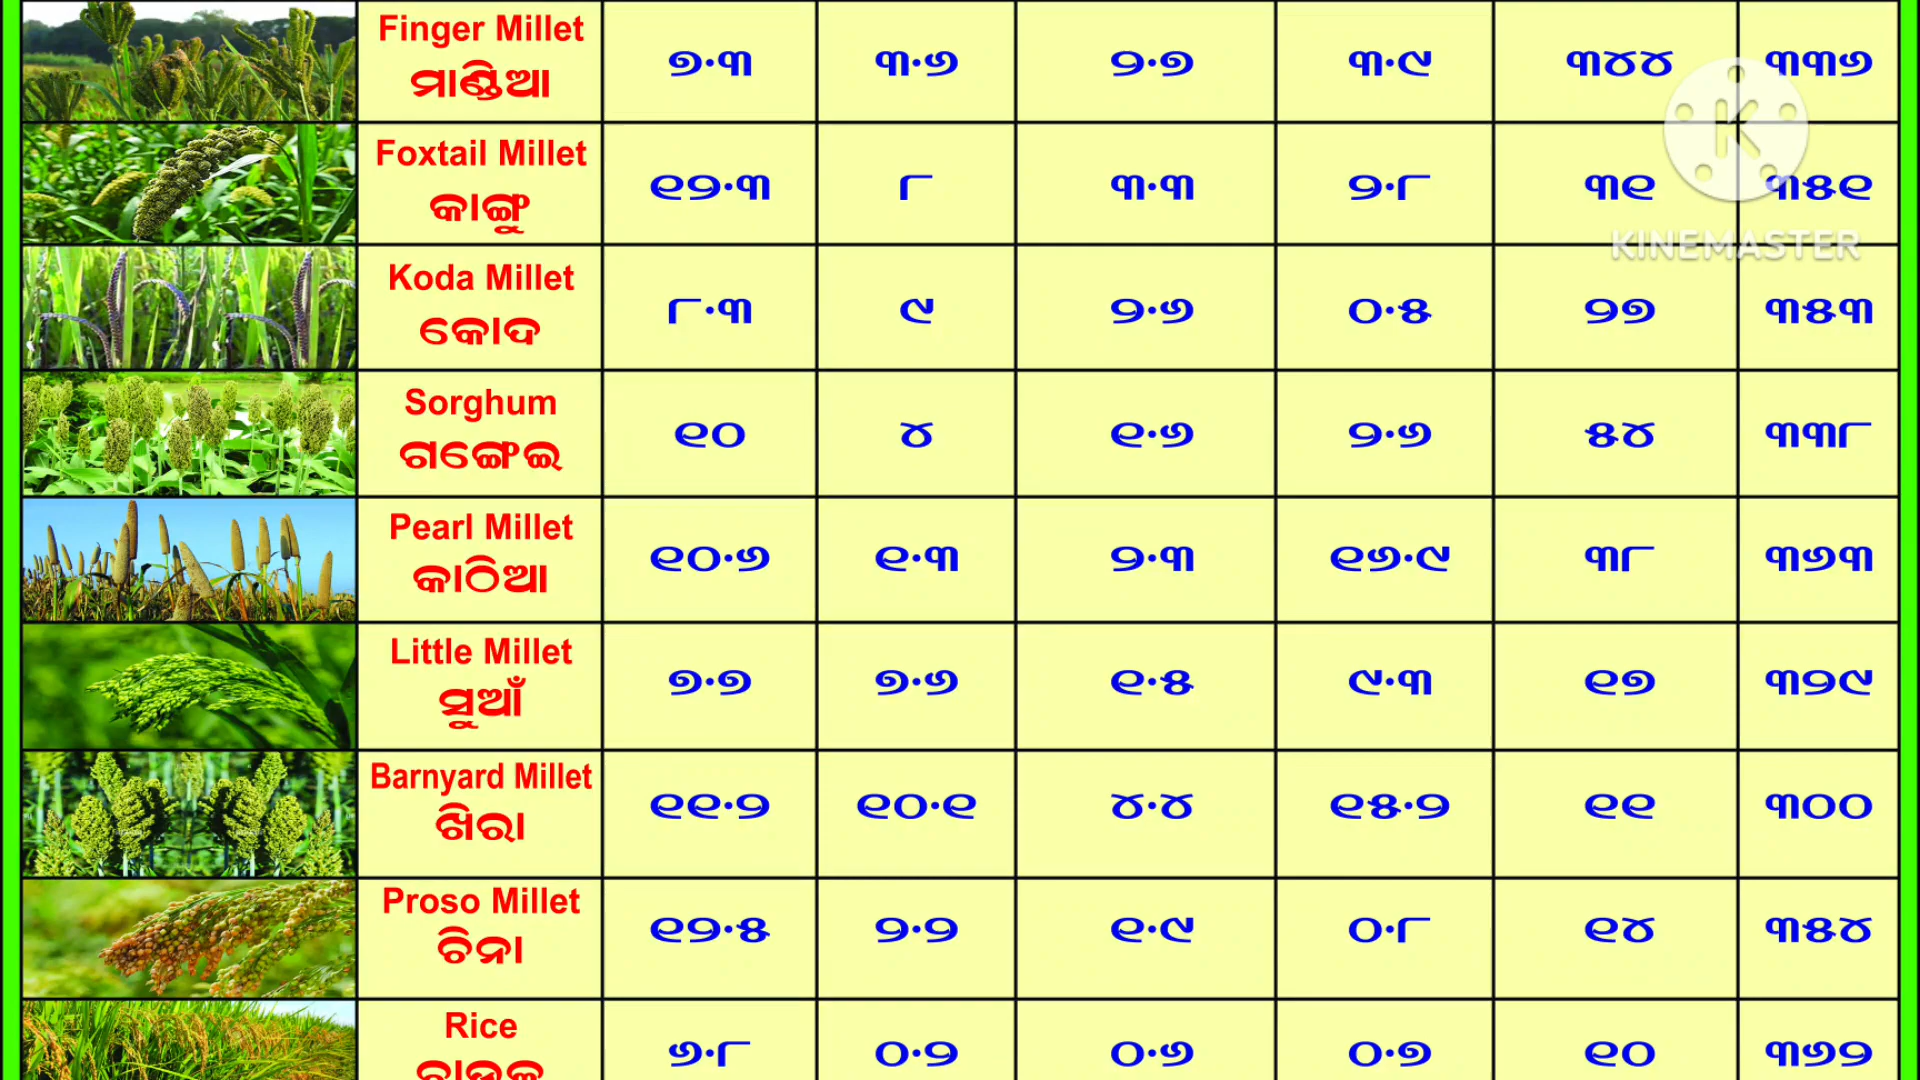 Finger Millet
ମାଣ୍ଡିଆ
୭·୩ ୩·୬ ୨·୭ ୩·୯ ୩୪୪ ୩୩୬
Foxtail Millet
କାଙ୍ଗୁ
୧୨·୩ ୮ ୩·୩ ୨·୮ ୩୧ ୩୫୧
KINEMASTER
Koda Millet
କୋଦ
୮·୩ ୯ ୨·୬ ୦·୫ ୨୭ ୩୫୩
Sorghum
ଗଙ୍ଗେଇ
୧୦ ୪ ୧·୬ ୨·୬ ୫୪ ୩୩୮
Pearl Millet
କାଠିଆ
୧୦·୬ ୧·୩ ୨·୩ ୧୬·୯ ୩୮ ୩୬୩
Little Millet
ସୁଆଁ
୭·୭ ୭·୬ ୧·୫ ୯·୩ ୧୭ ୩୨୯
Barnyard Millet
ଖିରା
୧୧·୨ ୧୦·୧ ୪·୪ ୧୫·୨ ୧୧ ୩୦୦
Proso Millet
ଚିନା
୧୨·୫ ୨·୨ ୧·୯ ୦·୮ ୧୪ ୩୫୪
Rice
୬·୮ ୦·୨ ୦·୬ ୦·୭ ୧୦ ୩୬୨